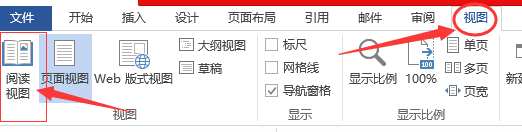 文件 开始 插入 设计 页面布局 引用 邮件 审阅 视图
阅读视图 页面视图 Web 版式视图 大纲视图
草稿
标尺
网格线
导航窗格
显示比例 100% 单页
多页
页宽
新建
视图 显示 显示比例